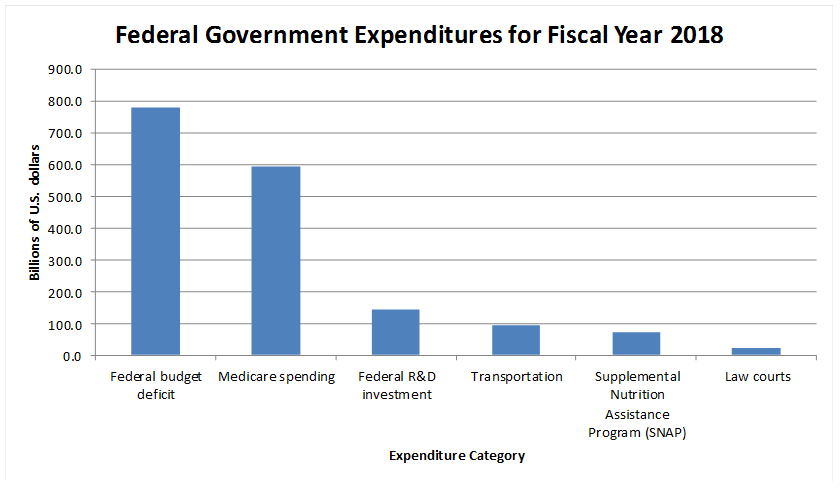 Federal Government Expenditures for Fiscal Year 2018
900.0
800.0
700.0
600.0
500.0
400.0
300.0
200.0
100.0
0.0
Billions of U.S. dollars
Federal budget
deficit
Medicare spending
Federal R&D
investment
Transportation
Supplemental
Nutrition
Assistance
Program (SNAP)
Law courts
Expenditure Category